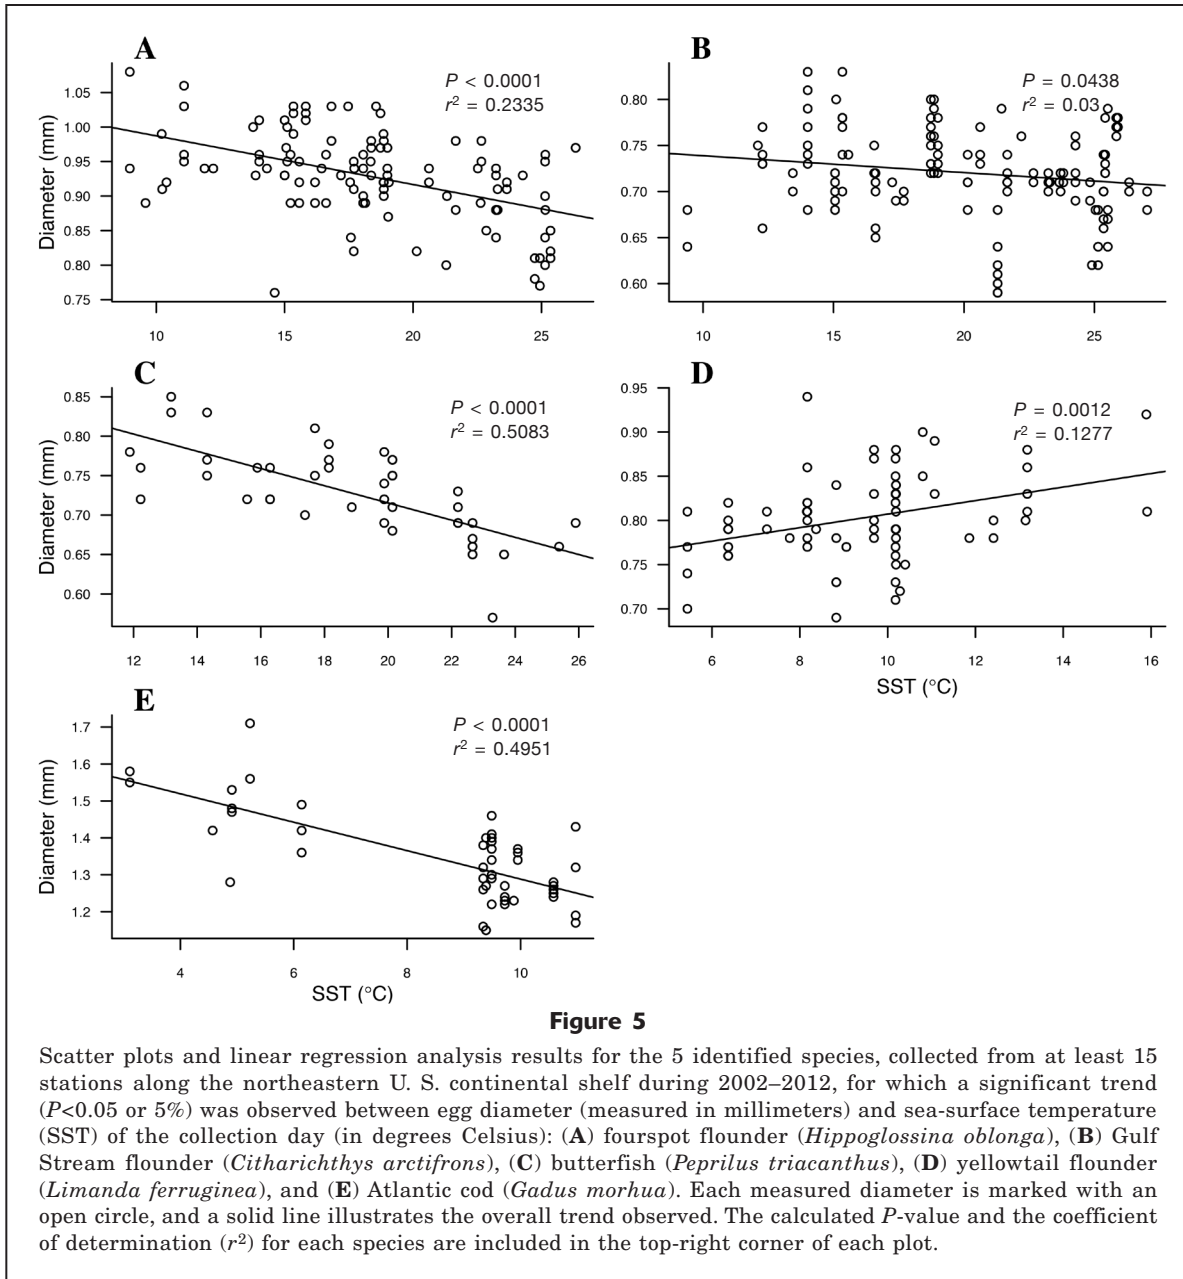 A
P < 0.0001
r² = 0.2335
Diameter (mm)
1.05
1.00
0.95
0.90
0.85
0.80
0.75
10 15 20 25
B
P = 0.0438
r² = 0.03
0.80
0.75
0.70
0.65
0.60
10 15 20 25
C
P < 0.0001
r² = 0.5083
Diameter (mm)
0.85
0.80
0.75
0.70
0.65
0.60
12 14 16 18 20 22 24 26
D
P = 0.0012
r² = 0.1277
0.95
0.90
0.85
0.80
0.75
0.70
6 8 10 12 14 16
SST (°C)
E
P < 0.0001
r² = 0.4951
Diameter (mm)
1.7
1.6
1.5
1.4
1.3
1.2
4 6 8 10
SST (°C)
Figure 5
Scatter plots and linear regression analysis results for the 5 identified species, collected from at least 15
stations along the northeastern U. S. continental shelf during 2002–2012, for which a significant trend
(P<0.05 or 5%) was observed between egg diameter (measured in millimeters) and sea-surface temperature
(SST) of the collection day (in degrees Celsius): (A) fourspot flounder (Hippoglossina oblonga), (B) Gulf
Stream flounder (Citharichthys arctifrons), (C) butterfish (Peprilus triacanthus), (D) yellowtail flounder
(Limanda ferruginea), and (E) Atlantic cod (Gadus morhua). Each measured diameter is marked with an
open circle, and a solid line illustrates the overall trend observed. The calculated P-value and the coefficient
of determination (r²) for each species are included in the top-right corner of each plot.